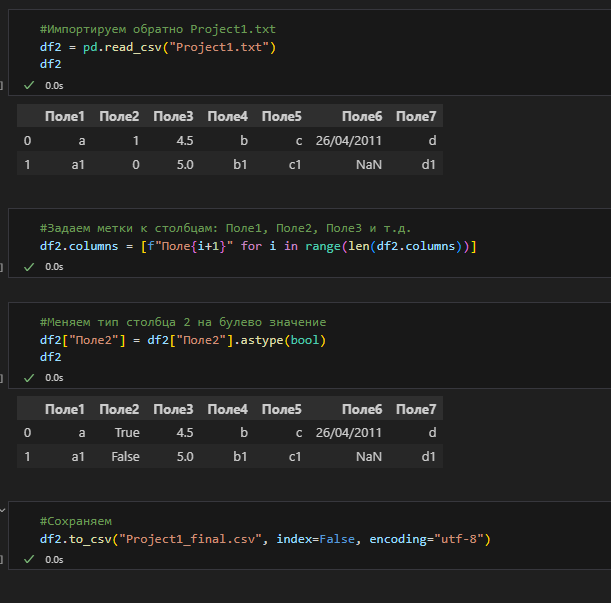 #Импортируем обратно Project1.txt
df2 = pd.read_csv("Project1.txt")
df2
] ✓ 0.0s
Поле1 Поле2 Поле3 Поле4 Поле5 Поле6 Поле7
0 a 1 4.5 b c 26/04/2011 d
1 a1 0 5.0 b1 c1 NaN d1
#Задаем метки к столбцам: Поле1, Поле2, Поле3 и т.д.
df2.columns = [f"Поле{i+1}" for i in range(len(df2.columns))]
] ✓ 0.0s
#Меняем тип столбца 2 на булево значение
df2["Поле2"] = df2["Поле2"].astype(bool)
df2
] ✓ 0.0s
Поле1 Поле2 Поле3 Поле4 Поле5 Поле6 Поле7
0 a True 4.5 b c 26/04/2011 d
1 a1 False 5.0 b1 c1 NaN d1
#Сохраняем
df2.to_csv("Project1_final.csv", index=False, encoding="utf-8")
] ✓ 0.0s